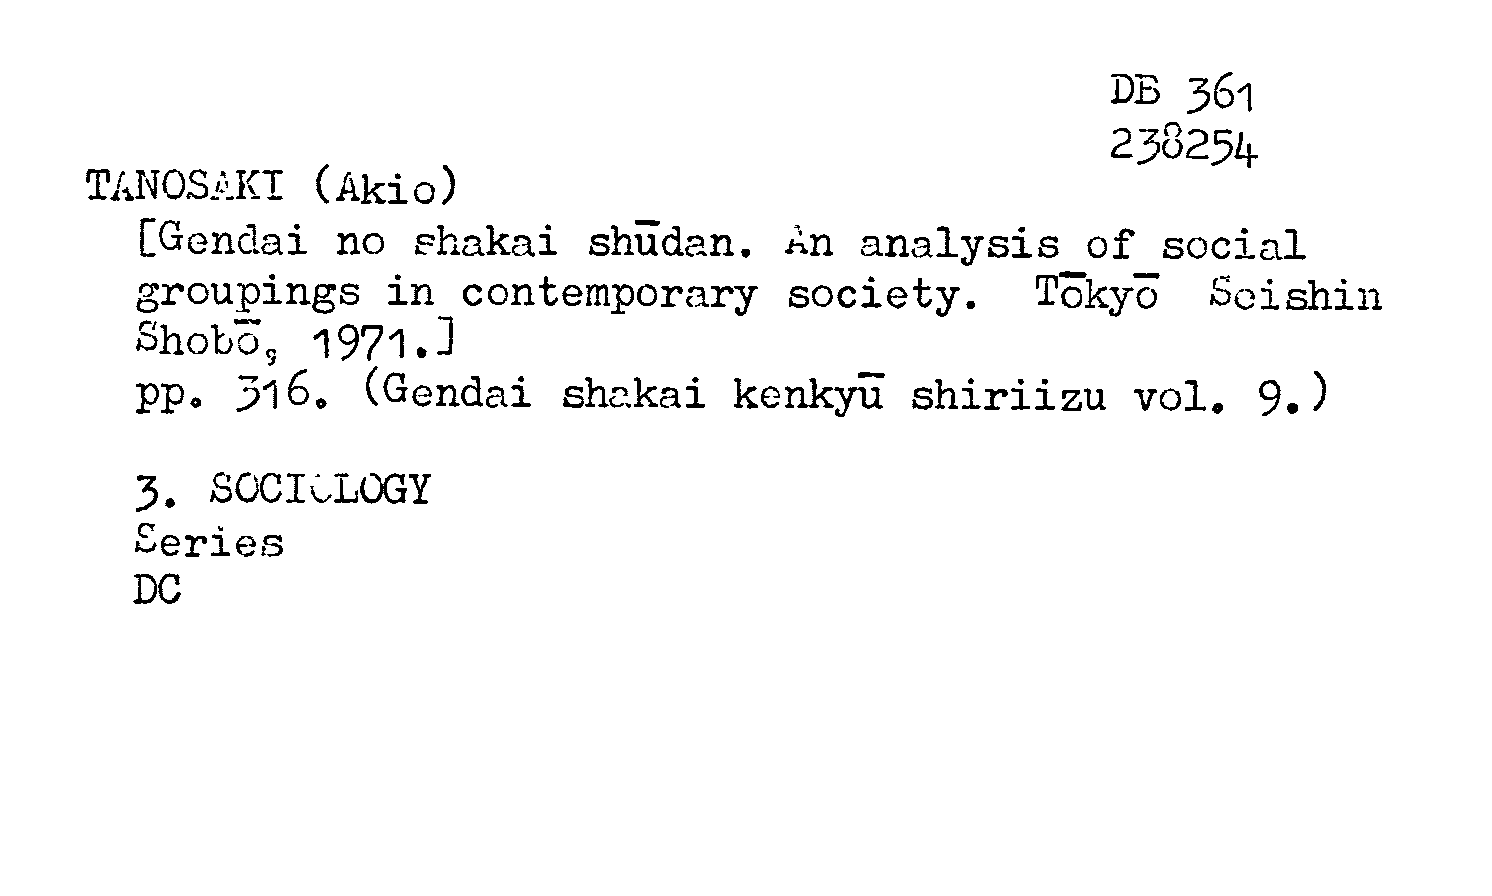 DB 361
238254
TANOSAKI (Akio)
[Gendai no shakai shūdan. An analysis of social
groupings in contemporary society. Tōkyō Seishin
Shobō, 1971.]
pp. 316. (Gendai shakai kenkyū shiriizu vol. 9.)
3. SOCIOLOGY
Series
DC